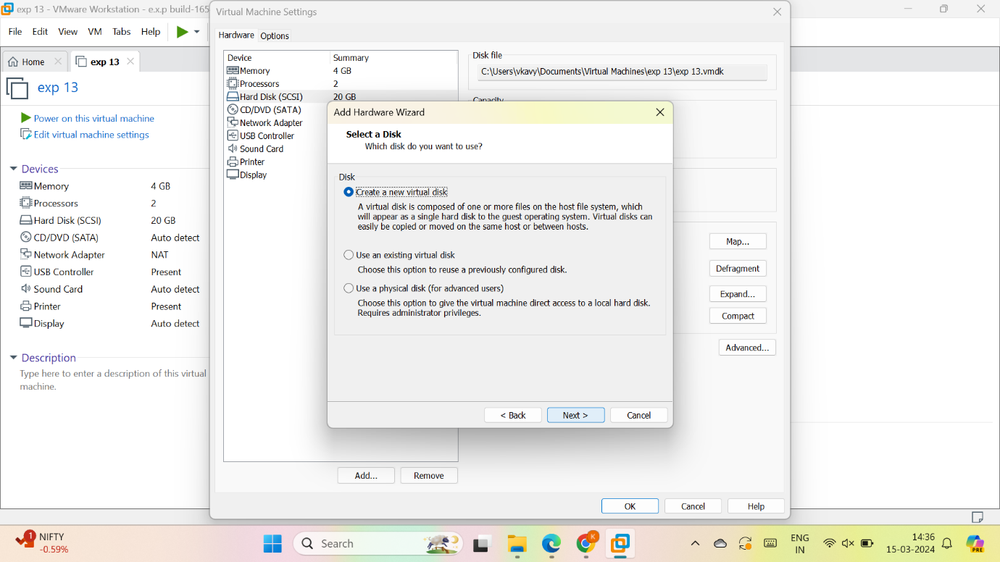 exp 13 - VMware Workstation - e.x.p build-165
File Edit View VM Tabs Help
Home
exp 13
exp 13
Power on this virtual machine
Edit virtual machine settings
Devices
Memory 4 GB
Processors 2
Hard Disk (SCSI) 20 GB
CD/DVD (SATA) Auto detect
Network Adapter NAT
USB Controller Present
Sound Card Auto detect
Printer Present
Display Auto detect
Description
Type here to enter a description of this virtual
machine.
Virtual Machine Settings
Hardware Options
Device Summary
Memory 4 GB
Processors 2
Hard Disk (SCSI) 20 GB
CD/DVD (SATA)
Network Adapter
USB Controller
Sound Card
Printer
Display
Add... Remove
Disk file
C:\Users\vkavy\Documents\Virtual Machines\exp 13\exp 13.vmdk
Capacity
Map...
Defragment
Expand...
Compact
Advanced...
OK Cancel Help
Add Hardware Wizard
Select a Disk
Which disk do you want to use?
Disk
Create a new virtual disk
A virtual disk is composed of one or more files on the host file system, which
will appear as a single hard disk to the guest operating system. Virtual disks can
easily be copied or moved on the same host or between hosts.
Use an existing virtual disk
Choose this option to reuse a previously configured disk.
Use a physical disk (for advanced users)
Choose this option to give the virtual machine direct access to a local hard disk.
Requires administrator privileges.
< Back Next > Cancel
1
NIFTY
-0.59%
Search
K
ENG
IN
14:36
15-03-2024
PRE